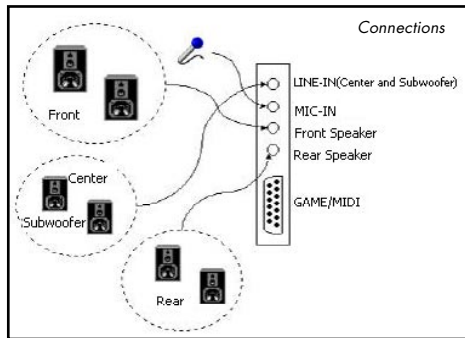 Connections
LINE-IN(Center and Subwoofer)
MIC-IN
Front Speaker
Rear Speaker
GAME/MIDI
Front
Center
Subwoofer
Rear